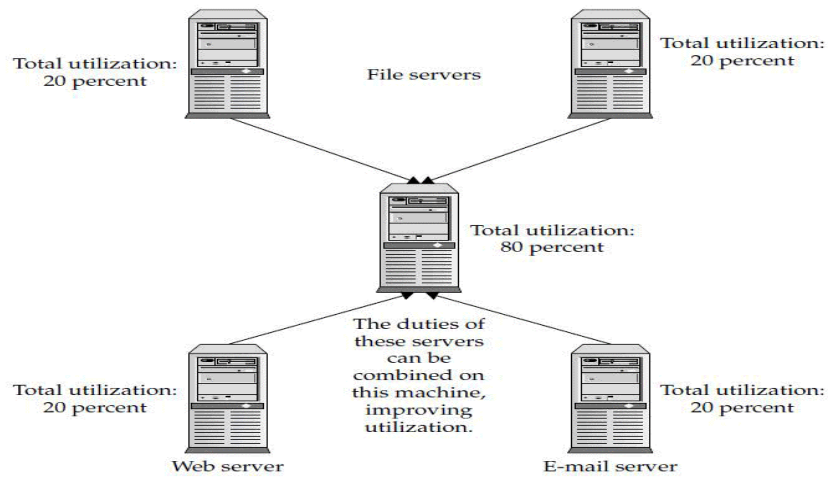 Total utilization:
20 percent
File servers
Total utilization:
20 percent
Total utilization:
80 percent
The duties of
these servers
can be
combined on
this machine,
improving
utilization.
Total utilization:
20 percent
Web server
Total utilization:
20 percent
E-mail server